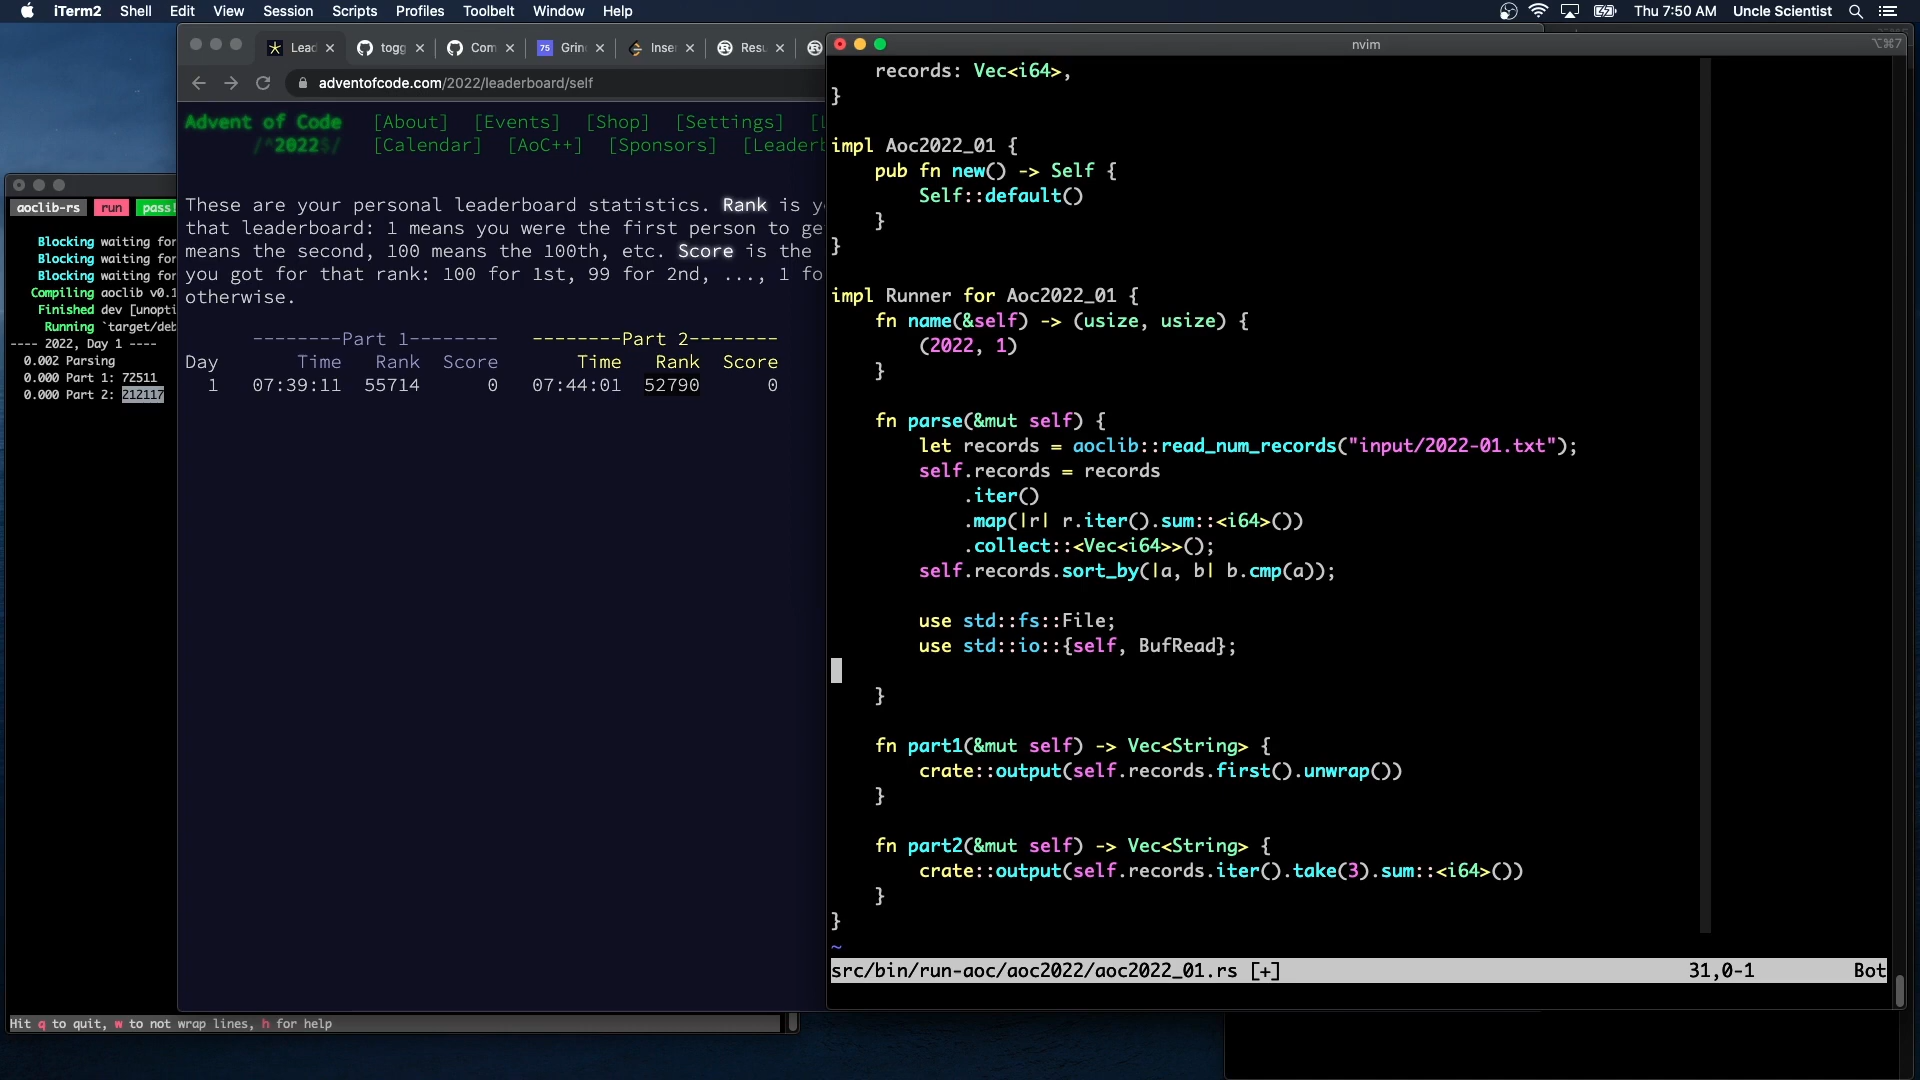 iTerm2 Shell Edit View Session Scripts Profiles Toolbelt Window Help
Thu 7:50 AM Uncle Scientist
Lead togg Com 75 Grin Inser Resu
adventofcode.com/2022/leaderboard/self
Advent of Code [About] [Events] [Shop] [Settings]
/^2022$/ [Calendar] [AoC++] [Sponsors] [Leaderb
These are your personal leaderboard statistics. Rank is y
that leaderboard: 1 means you were the first person to ge
means the second, 100 means the 100th, etc. Score is the
you got for that rank: 100 for 1st, 99 for 2nd, ..., 1 fo
otherwise.
--------Part 1-------- --------Part 2--------
Day Time Rank Score Time Rank Score
1 07:39:11 55714 0 07:44:01 52790 0
aoclib-rs run pass!
Blocking waiting for
Blocking waiting for
Blocking waiting for
Compiling aoclib v0.1
Finished dev [unopti
Running `target/deb
---- 2022, Day 1 ----
0.002 Parsing
0.000 Part 1: 72511
0.000 Part 2: 212117
Hit q to quit, w to not wrap lines, h for help
nvim
⌥⌘7
records: Vec<i64>,
}
impl Aoc2022_01 {
pub fn new() -> Self {
Self::default()
}
}
impl Runner for Aoc2022_01 {
fn name(&self) -> (usize, usize) {
(2022, 1)
}
fn parse(&mut self) {
let records = aoclib::read_num_records("input/2022-01.txt");
self.records = records
.iter()
.map(|r| r.iter().sum::<i64>())
.collect::<Vec<i64>>();
self.records.sort_by(|a, b| b.cmp(a));
use std::fs::File;
use std::io::{self, BufRead};
}
fn part1(&mut self) -> Vec<String> {
crate::output(self.records.first().unwrap())
}
fn part2(&mut self) -> Vec<String> {
crate::output(self.records.iter().take(3).sum::<i64>())
}
}
~
src/bin/run-aoc/aoc2022/aoc2022_01.rs [+] 31,0-1 Bot